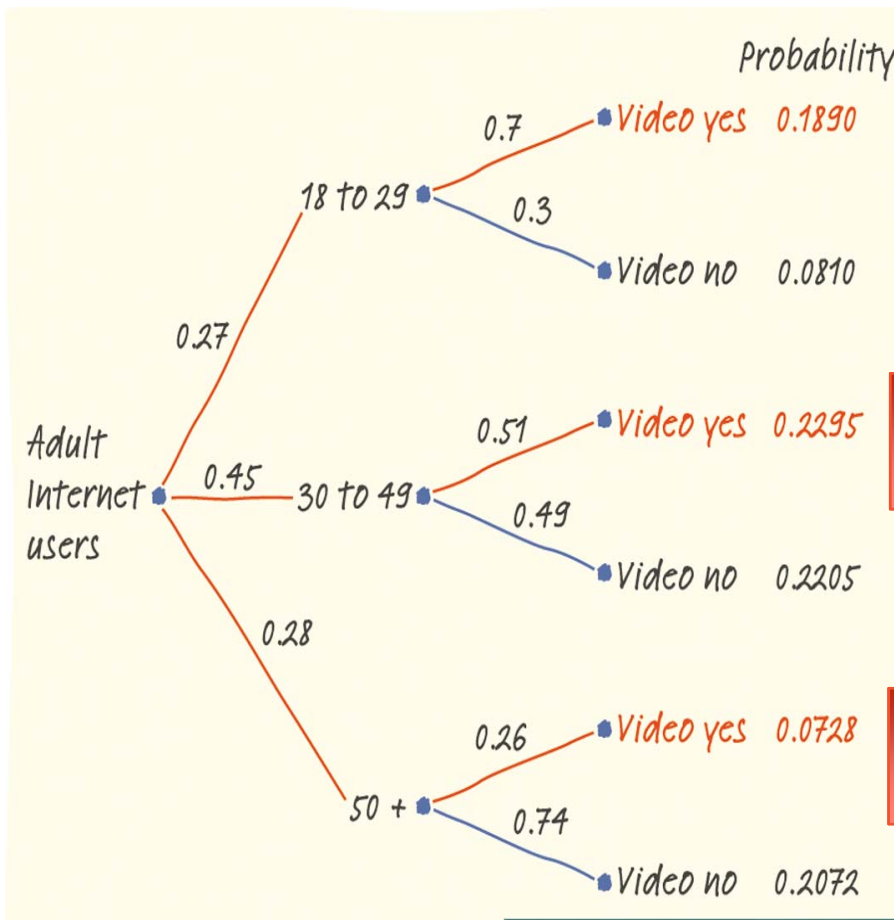 Probability
0.7
Video yes 0.1890
18 to 29
0.3
Video no 0.0810
0.27
Adult
Internet
users
0.45
30 to 49
0.51
Video yes 0.2295
0.49
Video no 0.2205
0.28
50 +
0.26
Video yes 0.0728
0.74
Video no 0.2072